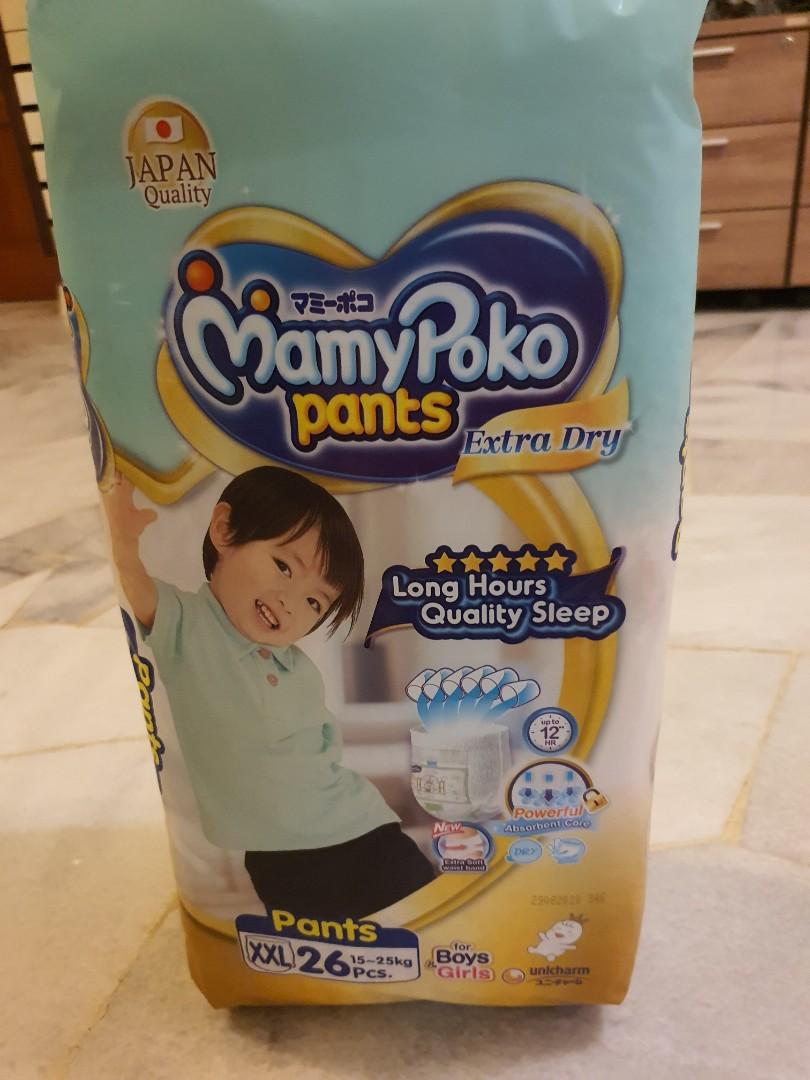 JAPAN
Quality
マミーポコ
MamyPoko
pants
Extra Dry
Long Hours
Quality Sleep
up to
12
HR
Powerful
Absorbent Core
New
Extra Soft
waist band
DRY
Pants
XXL 26 15~25kg
Pcs.
for
Boys
& Girls
unicharm
ユニ・チャーム
Pants